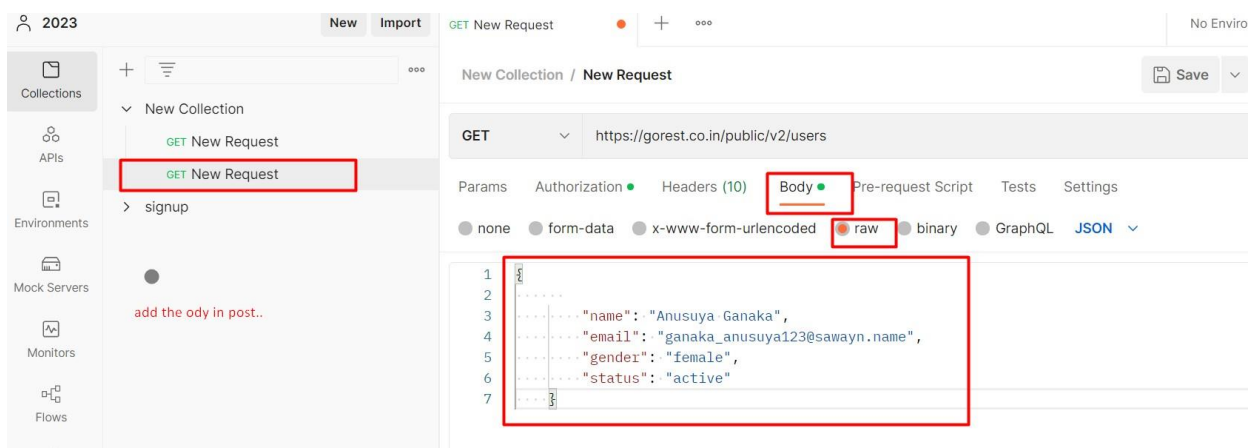 2023 New Import
GET New Request
No Enviro
Collections
New Collection
GET New Request
GET New Request
signup
APIs
Environments
Mock Servers
Monitors
Flows
add the ody in post..
New Collection / New Request
Save
GET https://gorest.co.in/public/v2/users
Params Authorization Headers (10) Body Pre-request Script Tests Settings
none form-data x-www-form-urlencoded raw binary GraphQL JSON
1 {
2
3 "name": "Anusuya Ganaka",
4 "email": "ganaka_anusuya123@sawayn.name",
5 "gender": "female",
6 "status": "active"
7 }